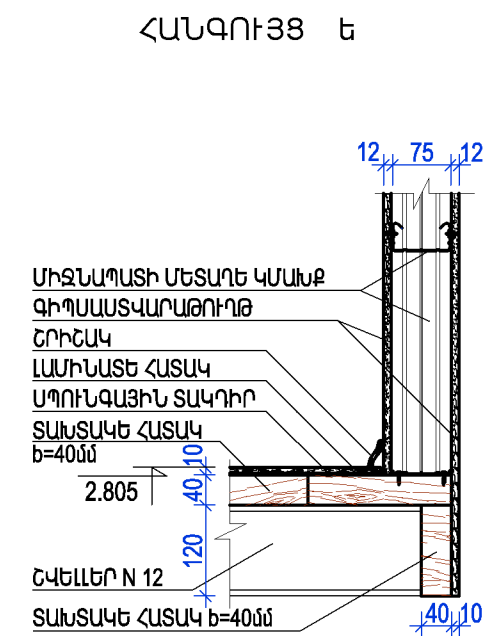 ՀԱՆԳՈՒՅՑ ե
12 75 12
ՄԻՋՆԱՊԱՏԻ ՄԵՏԱՂԵ ԿՄԱԽՔ
ԳԻՊՍԱՍՏՎԱՐԱԹՈՒՂԹ
ՇՐԻՇԱԿ
ԼԱՄԻՆԱՏԵ ՀԱՏԱԿ
ՍՊՈՒՆԳԱՅԻՆ ՏԱԿԴԻՐ
ՏԱԽՏԱԿԵ ՀԱՏԱԿ
b=40մմ
10
2.805
40
120
ՇՎԵԼԼԵՐ N 12
ՏԱԽՏԱԿԵ ՀԱՏԱԿ b=40մմ
40 10